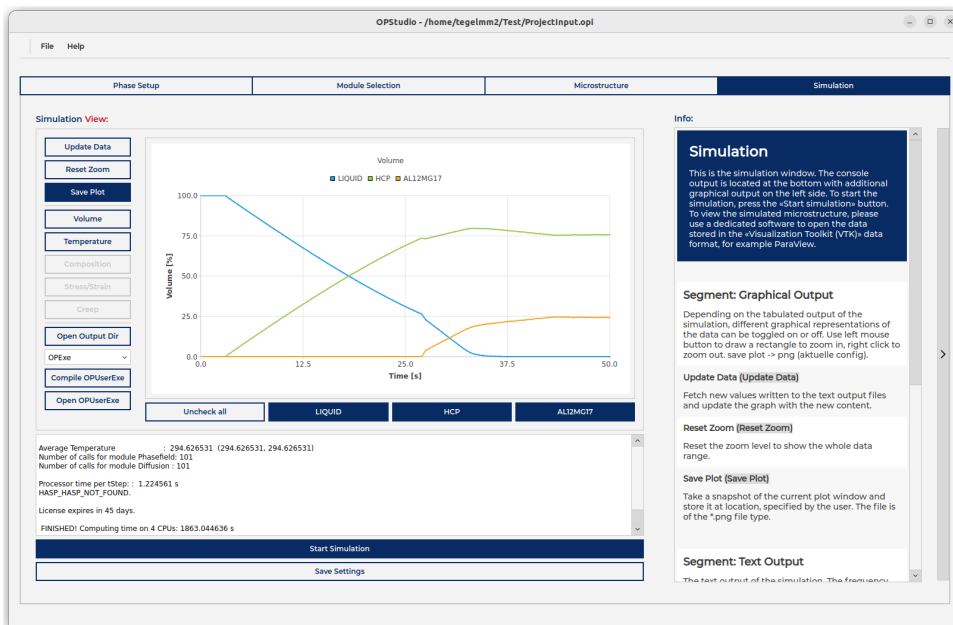 OPStudio - /home/tegelmm2/Test/ProjectInput.opi
File Help
Phase Setup
Module Selection
Microstructure
Simulation
Simulation View:
Update Data
Reset Zoom
Save Plot
Volume
Temperature
Composition
Stress/Strain
Creep
Open Output Dir
OPExe
Compile OPUserExe
Open OPUserExe
Volume
LIQUID HCP AL12MG17
100.0
75.0
50.0
25.0
0.0
Volume [%]
0.0 12.5 25.0 37.5 50.0
Time [s]
Uncheck all
LIQUID
HCP
AL12MG17
Average Temperature : 294.626531 (294.626531, 294.626531)
Number of calls for module Phasefield: 101
Number of calls for module Diffusion : 101
Processor time per tStep: : 1.224561 s
HASP_HASP_NOT_FOUND.
License expires in 45 days.
FINISHED! Computing time on 4 CPUs: 1863.044636 s
Start Simulation
Save Settings
Info:
Simulation
This is the simulation window. The console
output is located at the bottom with additional
graphical output on the left side. To start the
simulation, press the «Start simulation» button.
To view the simulated microstructure, please
use a dedicated software to open the data
stored in the «Visualization Toolkit (VTK)» data
format, for example ParaView.
Segment: Graphical Output
Depending on the tabulated output of the
simulation, different graphical representations of
the data can be toggled on or off. Use left mouse
button to draw a rectangle to zoom in, right click to
zoom out. save plot -> png (aktuelle config).
Update Data (Update Data)
Fetch new values written to the text output files
and update the graph with the new content.
Reset Zoom (Reset Zoom)
Reset the zoom level to show the whole data
range.
Save Plot (Save Plot)
Take a snapshot of the current plot window and
store it at location, specified by the user. The file is
of the *.png file type.
Segment: Text Output
The text output of the simulation. The frequency